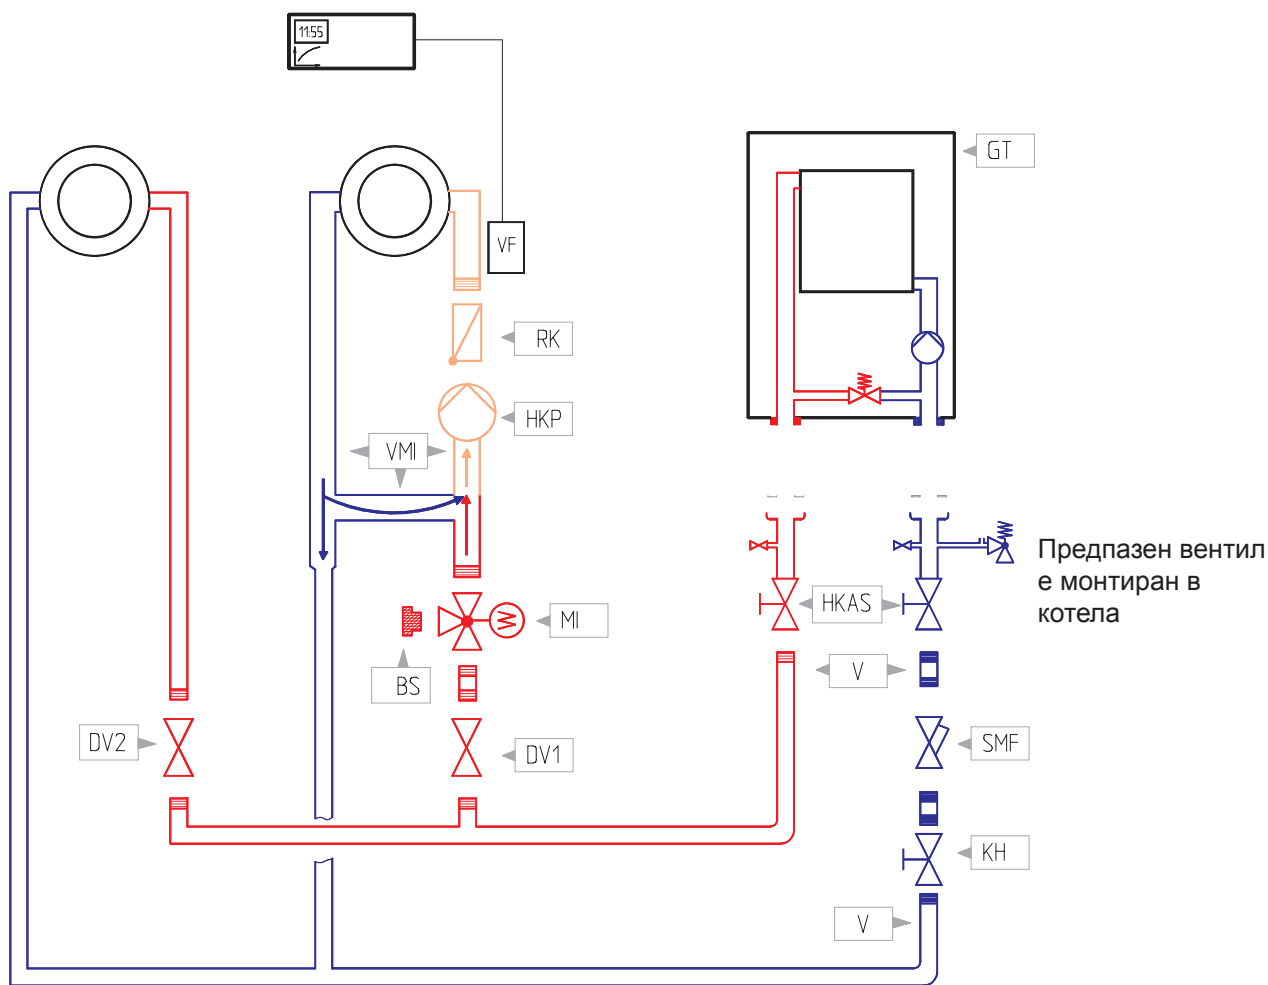 11:55
GT
VF
RK
HKP
VMI
Предпазен вентил
е монтиран в
котела
HKAS
MI
BS
V
DV2
DV1
SMF
KH
V